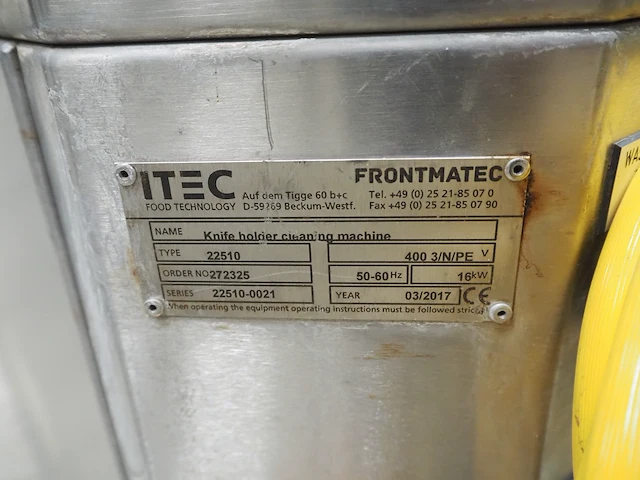 ITEC FRONTMATEC
FOOD TECHNOLOGY
Auf dem Tigge 60 b+c Tel. +49 (0) 25 21-85 07 0
D-59269 Beckum-Westf. Fax +49 (0) 25 21-85 07 90
NAME Knife holder cleaning machine
TYPE 22510 400 3/N/PE V
ORDER NO 272325 50-60 Hz 16 kW
SERIES 22510-0021 YEAR 03/2017 CE
When operating the equipment operating instructions must be followed